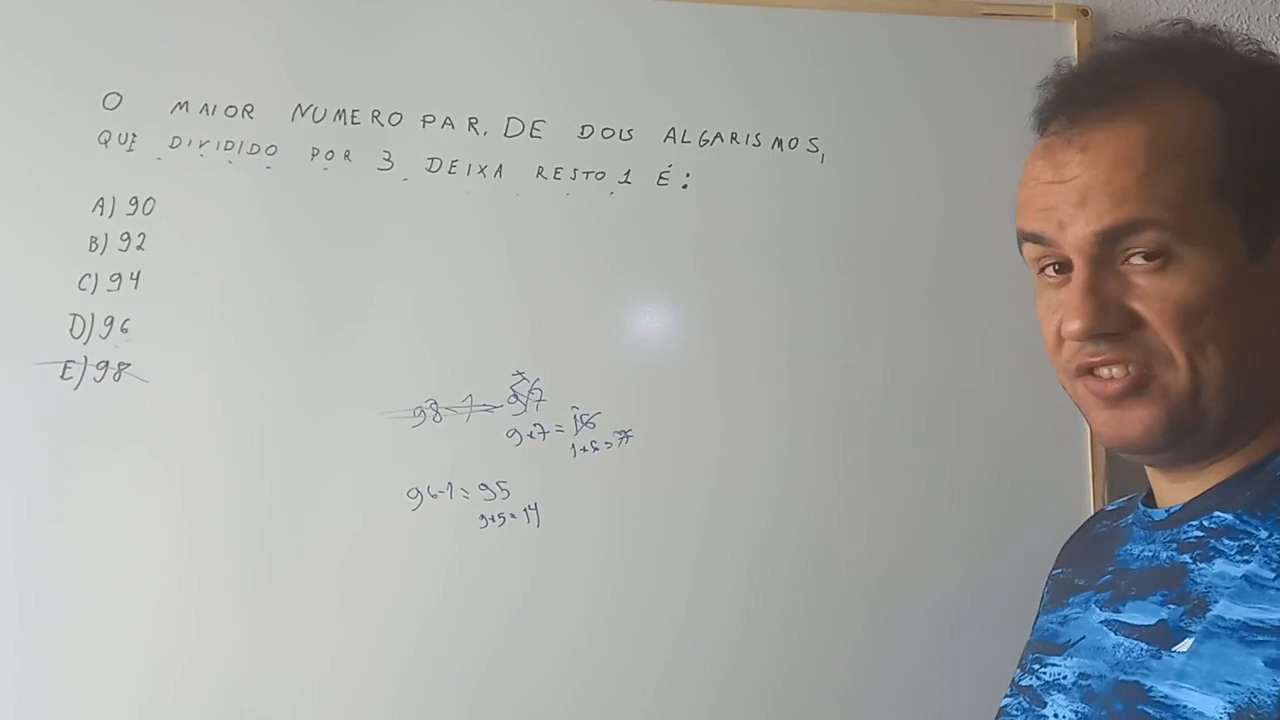 O MAIOR NUMERO PAR, DE DOIS ALGARISMOS,
QUE DIVIDIDO POR 3 DEIXA RESTO 1 É:
A) 90
B) 92
C) 94
D) 96
E) 98
98-1= 97
9+7=16
1+6=7
96-1=95
9+5=14